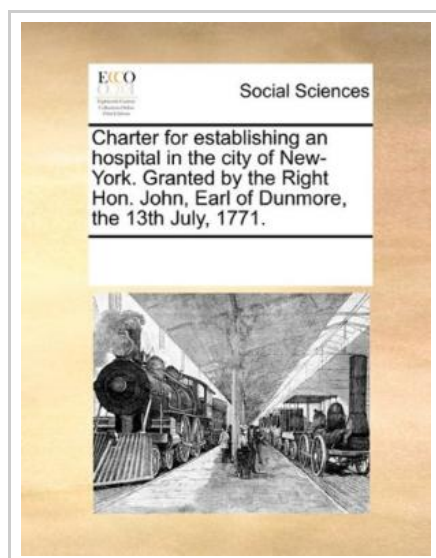 ECCO
Social Sciences
Charter for establishing an
hospital in the city of New-
York. Granted by the Right
Hon. John, Earl of Dunmore,
the 13th July, 1771.